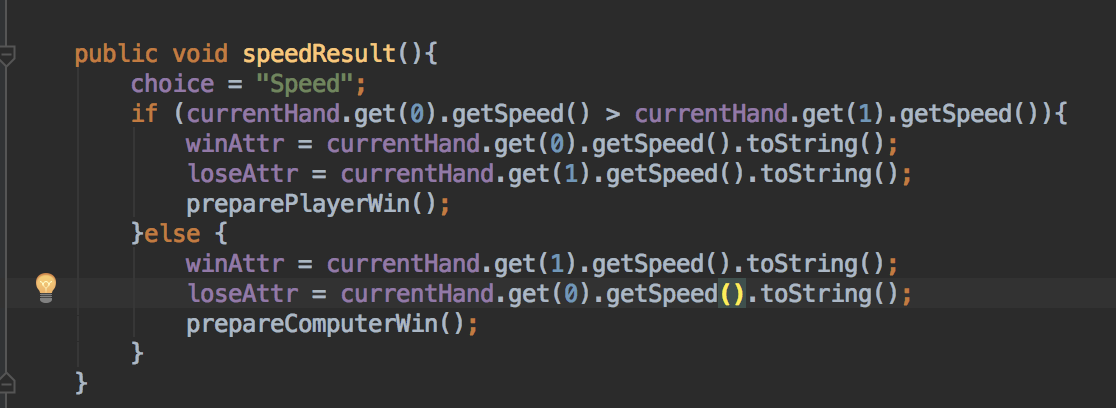 public void speedResult(){
choice = "Speed";
if (currentHand.get(0).getSpeed() > currentHand.get(1).getSpeed()){
winAttr = currentHand.get(0).getSpeed().toString();
loseAttr = currentHand.get(1).getSpeed().toString();
preparePlayerWin();
}else {
winAttr = currentHand.get(1).getSpeed().toString();
loseAttr = currentHand.get(0).getSpeed().toString();
prepareComputerWin();
}
}